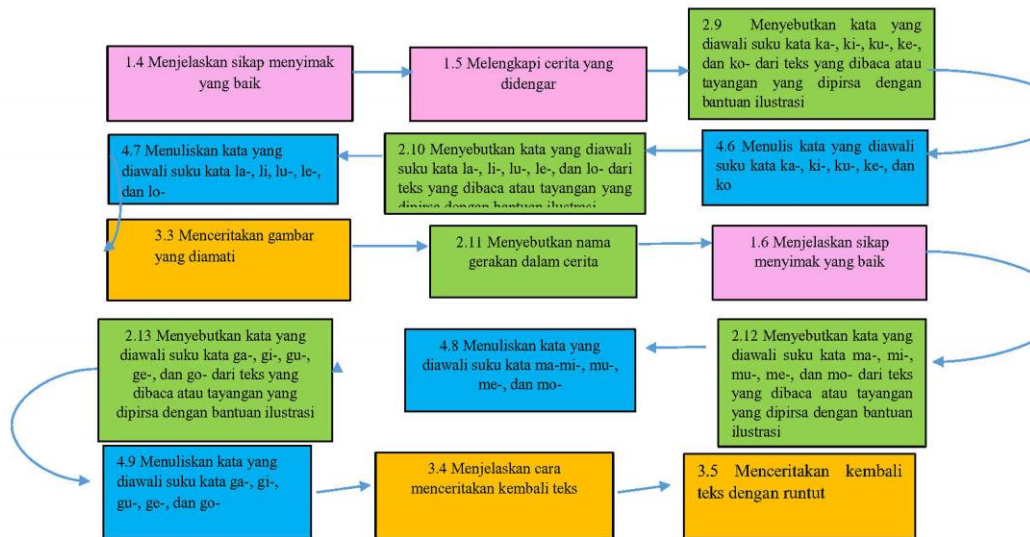 1.4 Menjelaskan sikap menyimak
yang baik
1.5 Melengkapi cerita yang
didengar
2.9 Menyebutkan kata yang
diawali suku kata ka-, ki-, ku-, ke-,
dan ko- dari teks yang dibaca atau
tayangan yang dipirsa dengan
bantuan ilustrasi
4.6 Menulis kata yang diawali
suku kata ka-, ki-, ku-, ke-, dan
ko
2.10 Menyebutkan kata yang diawali
suku kata la-, li-, lu-, le-, dan lo- dari
teks yang dibaca atau tayangan yang
dipirsa dengan bantuan ilustrasi
4.7 Menuliskan kata yang
diawali suku kata la-, li, lu-, le-,
dan lo-
3.3 Menceritakan gambar
yang diamati
2.11 Menyebutkan nama
gerakan dalam cerita
1.6 Menjelaskan sikap
menyimak yang baik
2.12 Menyebutkan kata yang
diawali suku kata ma-, mi-,
mu-, me-, dan mo- dari teks
yang dibaca atau tayangan
yang dipirsa dengan bantuan
ilustrasi
4.8 Menuliskan kata yang
diawali suku kata ma-mi-, mu-,
me-, dan mo-
2.13 Menyebutkan kata yang
diawali suku kata ga-, gi-, gu-,
ge-, dan go- dari teks yang
dibaca atau tayangan yang
dipirsa dengan bantuan ilustrasi
4.9 Menuliskan kata yang
diawali suku kata ga-, gi-,
gu-, ge-, dan go-
3.4 Menjelaskan cara
menceritakan kembali teks
3.5 Menceritakan kembali
teks dengan runtut